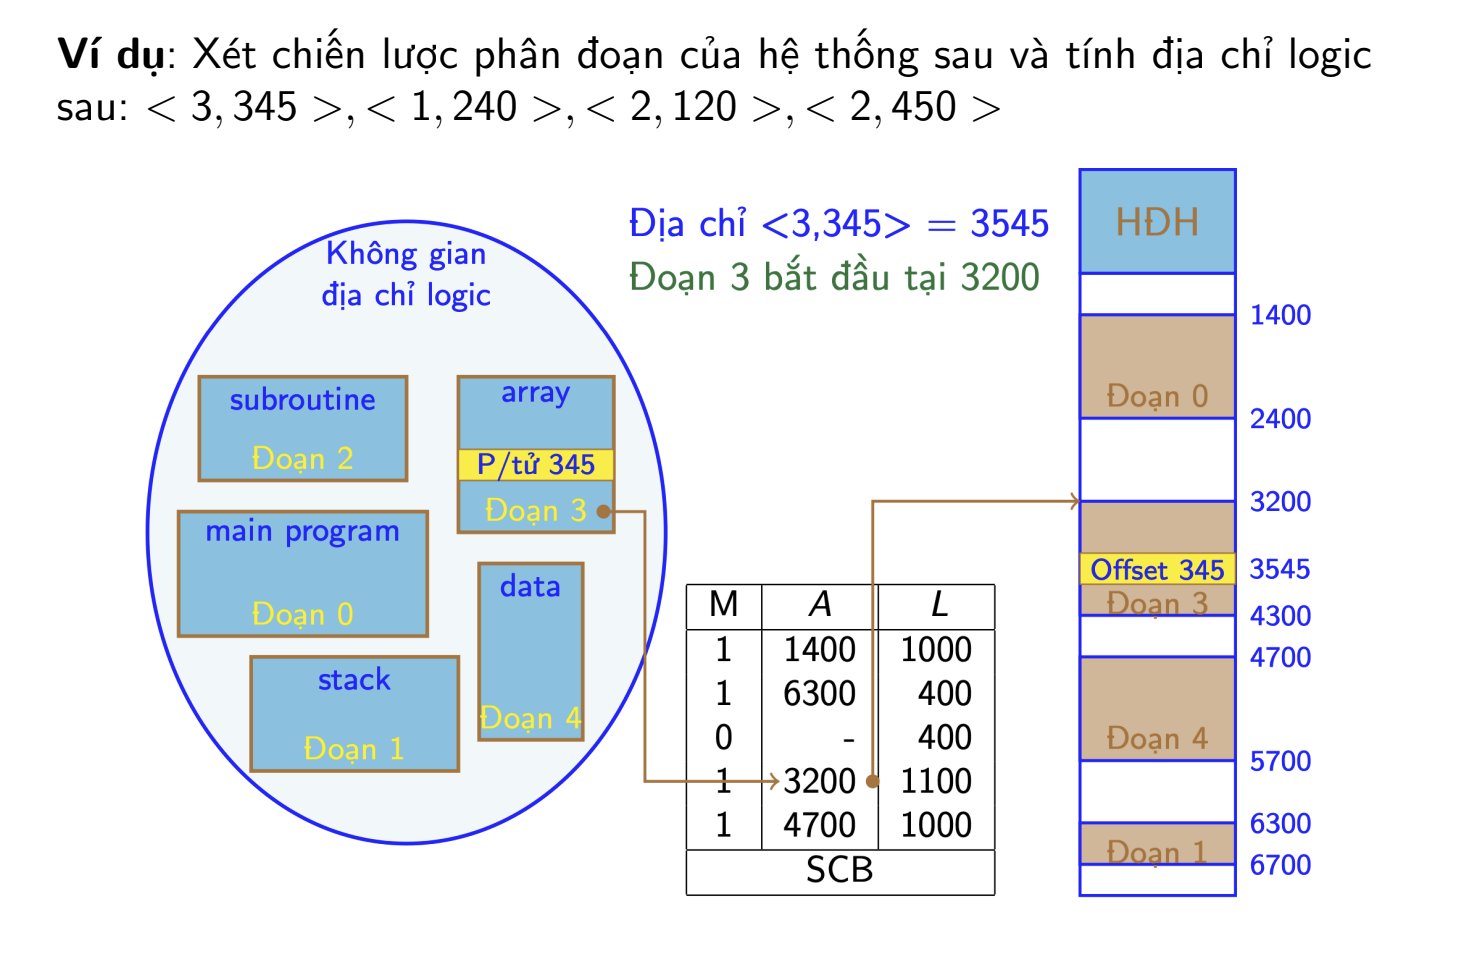 Ví dụ: Xét chiến lược phân đoạn của hệ thống sau và tính địa chỉ logic
sau: < 3, 345 >, < 1, 240 >, < 2, 120 >, < 2, 450 >
Địa chỉ <3,345> = 3545
Đoạn 3 bắt đầu tại 3200
Không gian
địa chỉ logic
subroutine
Đoạn 2
array
P/tử 345
Đoạn 3
main program
Đoạn 0
data
Đoạn 4
stack
Đoạn 1
M A L
1 1400 1000
1 6300 400
0 - 400
1 3200 1100
1 4700 1000
SCB
HĐH
1400
Đoạn 0
2400
3200
Offset 345 3545
Đoạn 3
4300
4700
Đoạn 4
5700
6300
Đoạn 1
6700